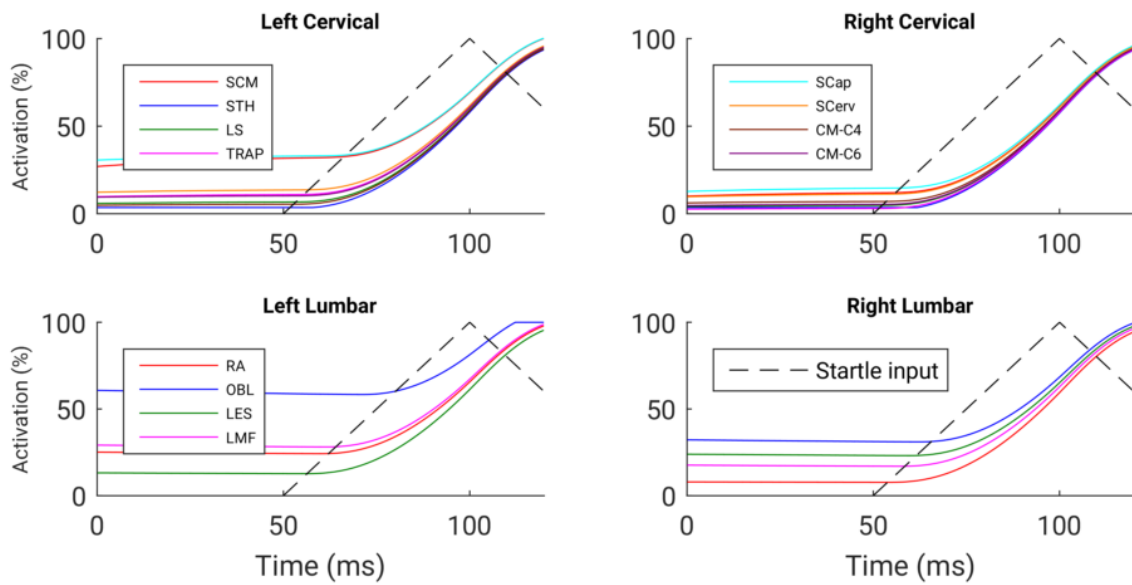 Left Cervical
Activation (%)
100
50
0
0
50
100
SCM
STH
LS
TRAP
Right Cervical
100
50
0
0
50
100
SCap
SCerv
CM-C4
CM-C6
Left Lumbar
Activation (%)
100
50
0
0
50
100
Time (ms)
RA
OBL
LES
LMF
Right Lumbar
100
50
0
0
50
100
Time (ms)
Startle input